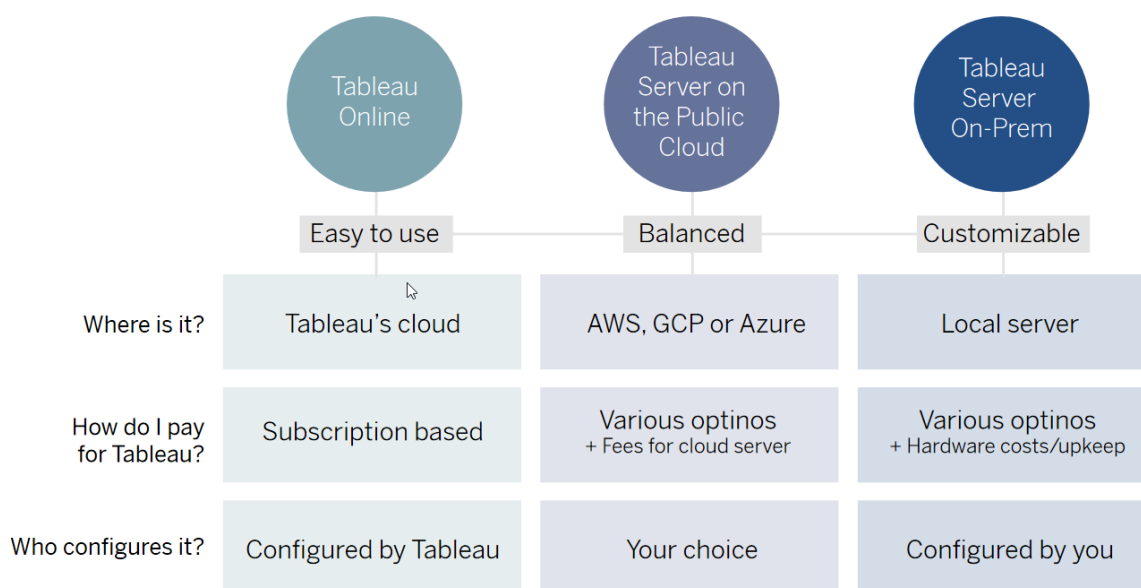 Tableau
Online
Tableau
Server on
the Public
Cloud
Tableau
Server
On-Prem
Easy to use
Balanced
Customizable
Where is it?
Tableau's cloud
AWS, GCP or Azure
Local server
How do I pay
for Tableau?
Subscription based
Various optinos
+ Fees for cloud server
Various optinos
+ Hardware costs/upkeep
Who configures it?
Configured by Tableau
Your choice
Configured by you